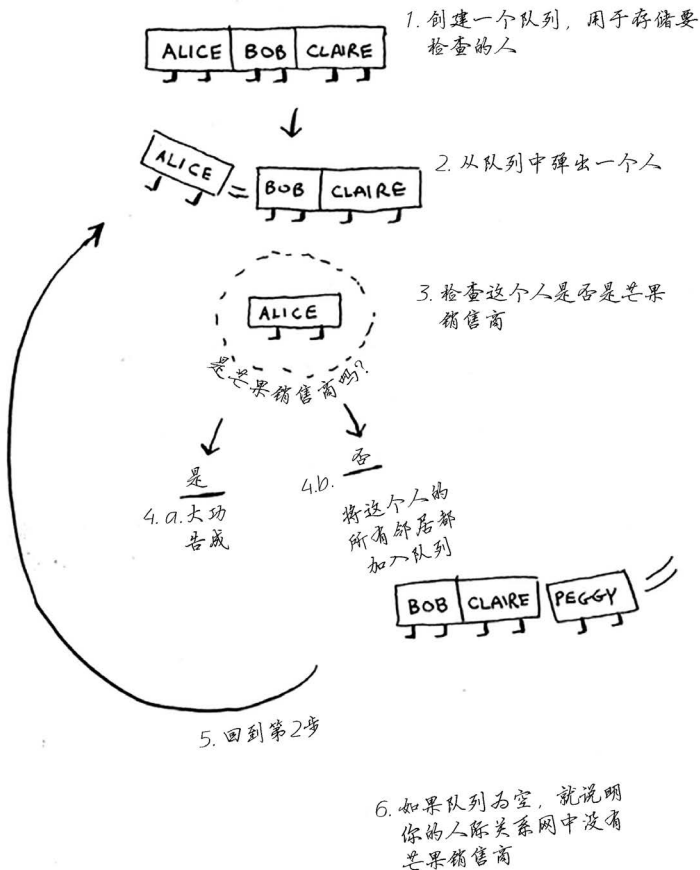 ALICE BOB CLAIRE
1. 创建一个队列，用于存储要
检查的人
ALICE
BOB CLAIRE
2. 从队列中弹出一个人
ALICE
3. 检查这个人是否是芒果
销售商
是芒果销售商吗？
是
4.a.大功
告成
否
4.b.
将这个人的
所有邻居都
加入队列
BOB CLAIRE PEGGY
5. 回到第2步
6. 如果队列为空，就说明
你的人际关系网中没有
芒果销售商